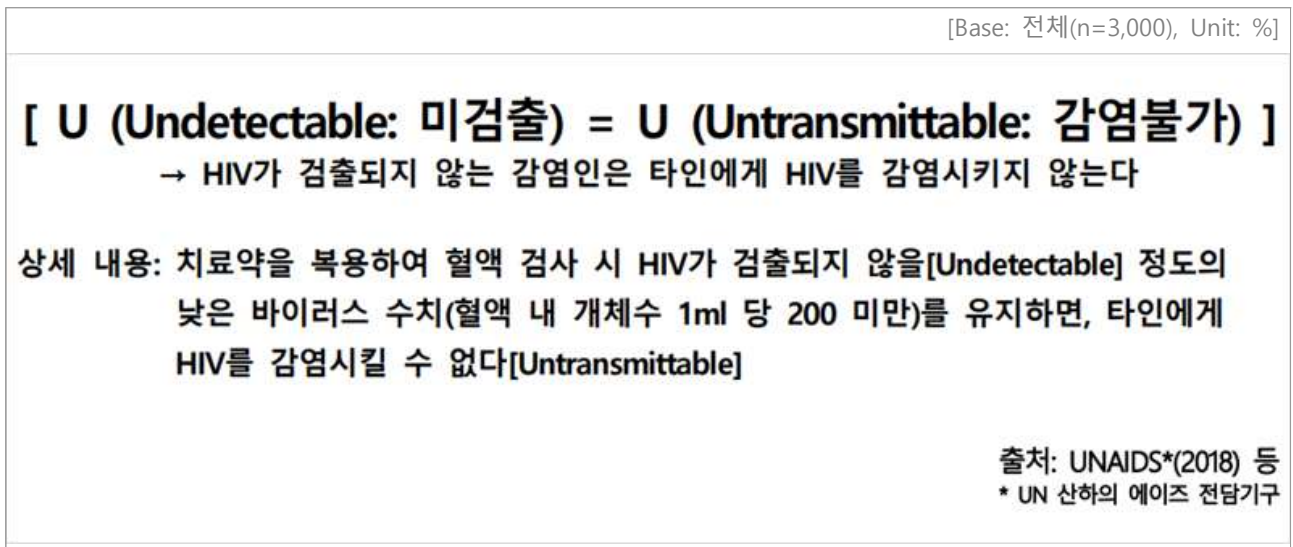 [Base: 전체(n=3,000), Unit: %]
[ U (Undetectable: 미검출) = U (Untransmittable: 감염불가) ]
→ HIV가 검출되지 않는 감염인은 타인에게 HIV를 감염시키지 않는다
상세 내용: 치료약을 복용하여 혈액 검사 시 HIV가 검출되지 않을[Undetectable] 정도의
낮은 바이러스 수치(혈액 내 개체수 1ml 당 200 미만)를 유지하면, 타인에게
HIV를 감염시킬 수 없다[Untransmittable]
출처: UNAIDS*(2018) 등
* UN 산하의 에이즈 전담기구